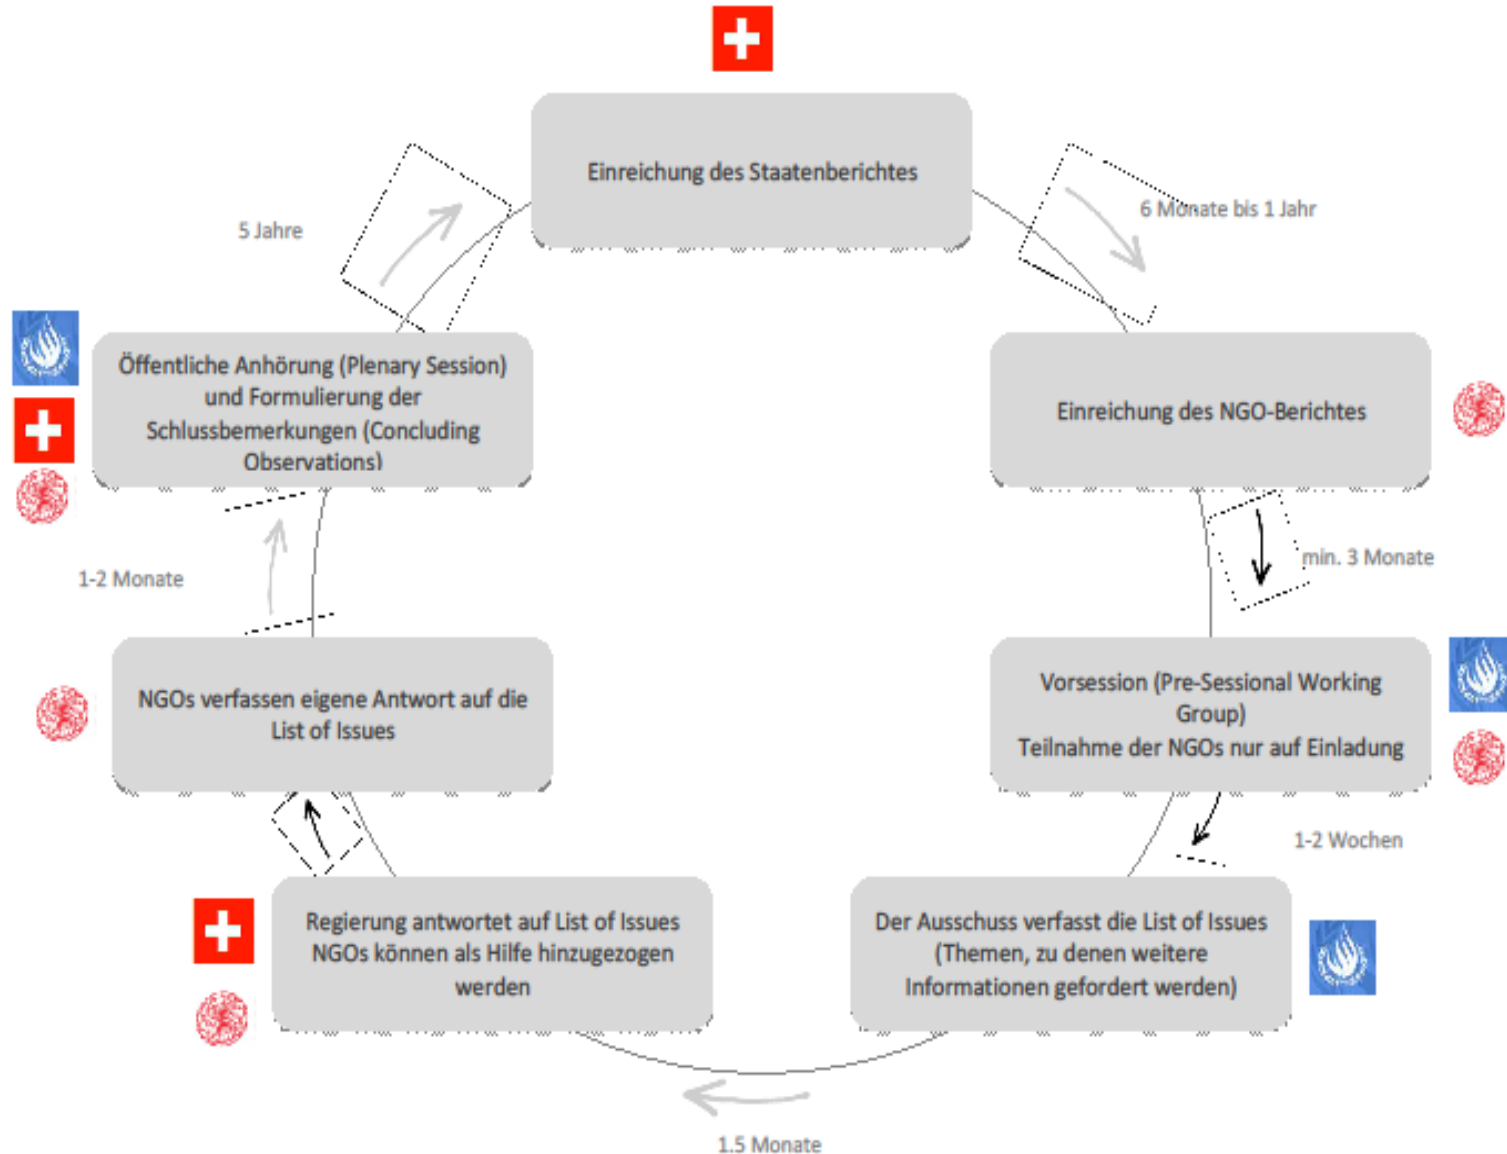 Einreichung des Staatenberichtes
6 Monate bis 1 Jahr
Einreichung des NGO-Berichtes
min. 3 Monate
Vorsession (Pre-Sessional Working
Group)
Teilnahme der NGOs nur auf Einladung
1-2 Wochen
Der Ausschuss verfasst die List of Issues
(Themen, zu denen weitere
Informationen gefordert werden)
1.5 Monate
Regierung antwortet auf List of Issues
NGOs können als Hilfe hinzugezogen
werden
NGOs verfassen eigene Antwort auf die
List of Issues
1-2 Monate
Öffentliche Anhörung (Plenary Session)
und Formulierung der
Schlussbemerkungen (Concluding
Observations)
5 Jahre